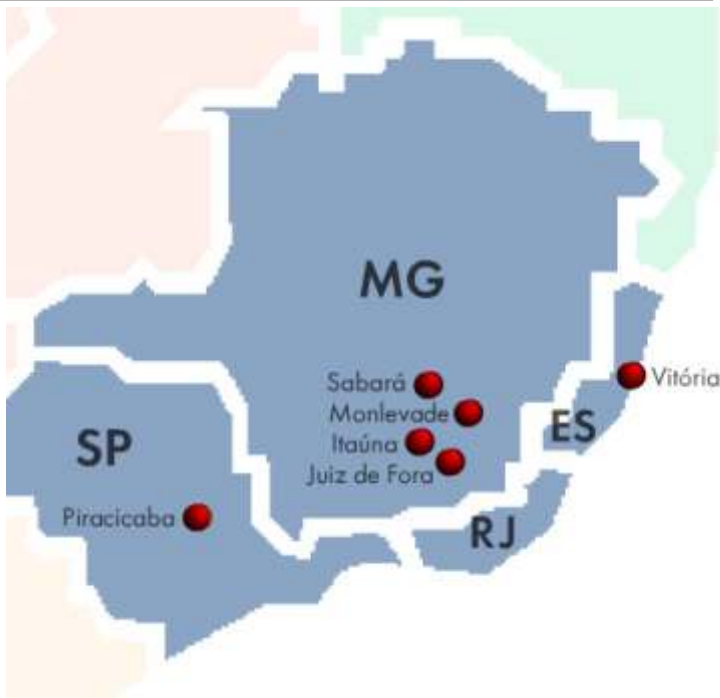 MG
Sabará
Vitória
Monlevade
ES
Itaúna
SP
Juiz de Fora
Piracicaba
RJ